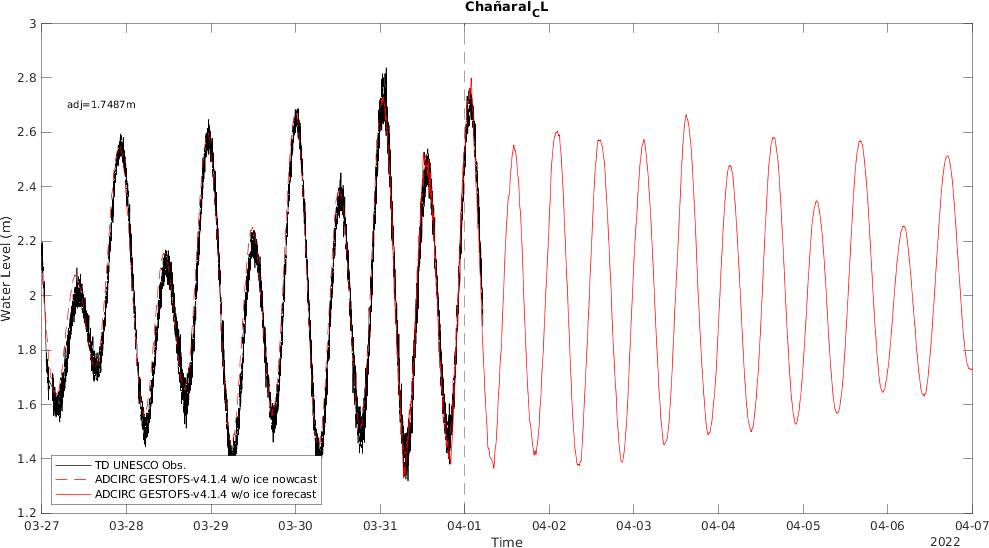 Chañaral_CL
3
2.8
adj=1.7487m
2.6
2.4
2.2
Water Level (m)
2
1.8
1.6
1.4
1.2
TD UNESCO Obs.
ADCIRC GESTOFS-v4.1.4 w/o ice nowcast
ADCIRC GESTOFS-v4.1.4 w/o ice forecast
03-27 03-28 03-29 03-30 03-31 04-01 04-02 04-03 04-04 04-05 04-06 04-07
Time
2022